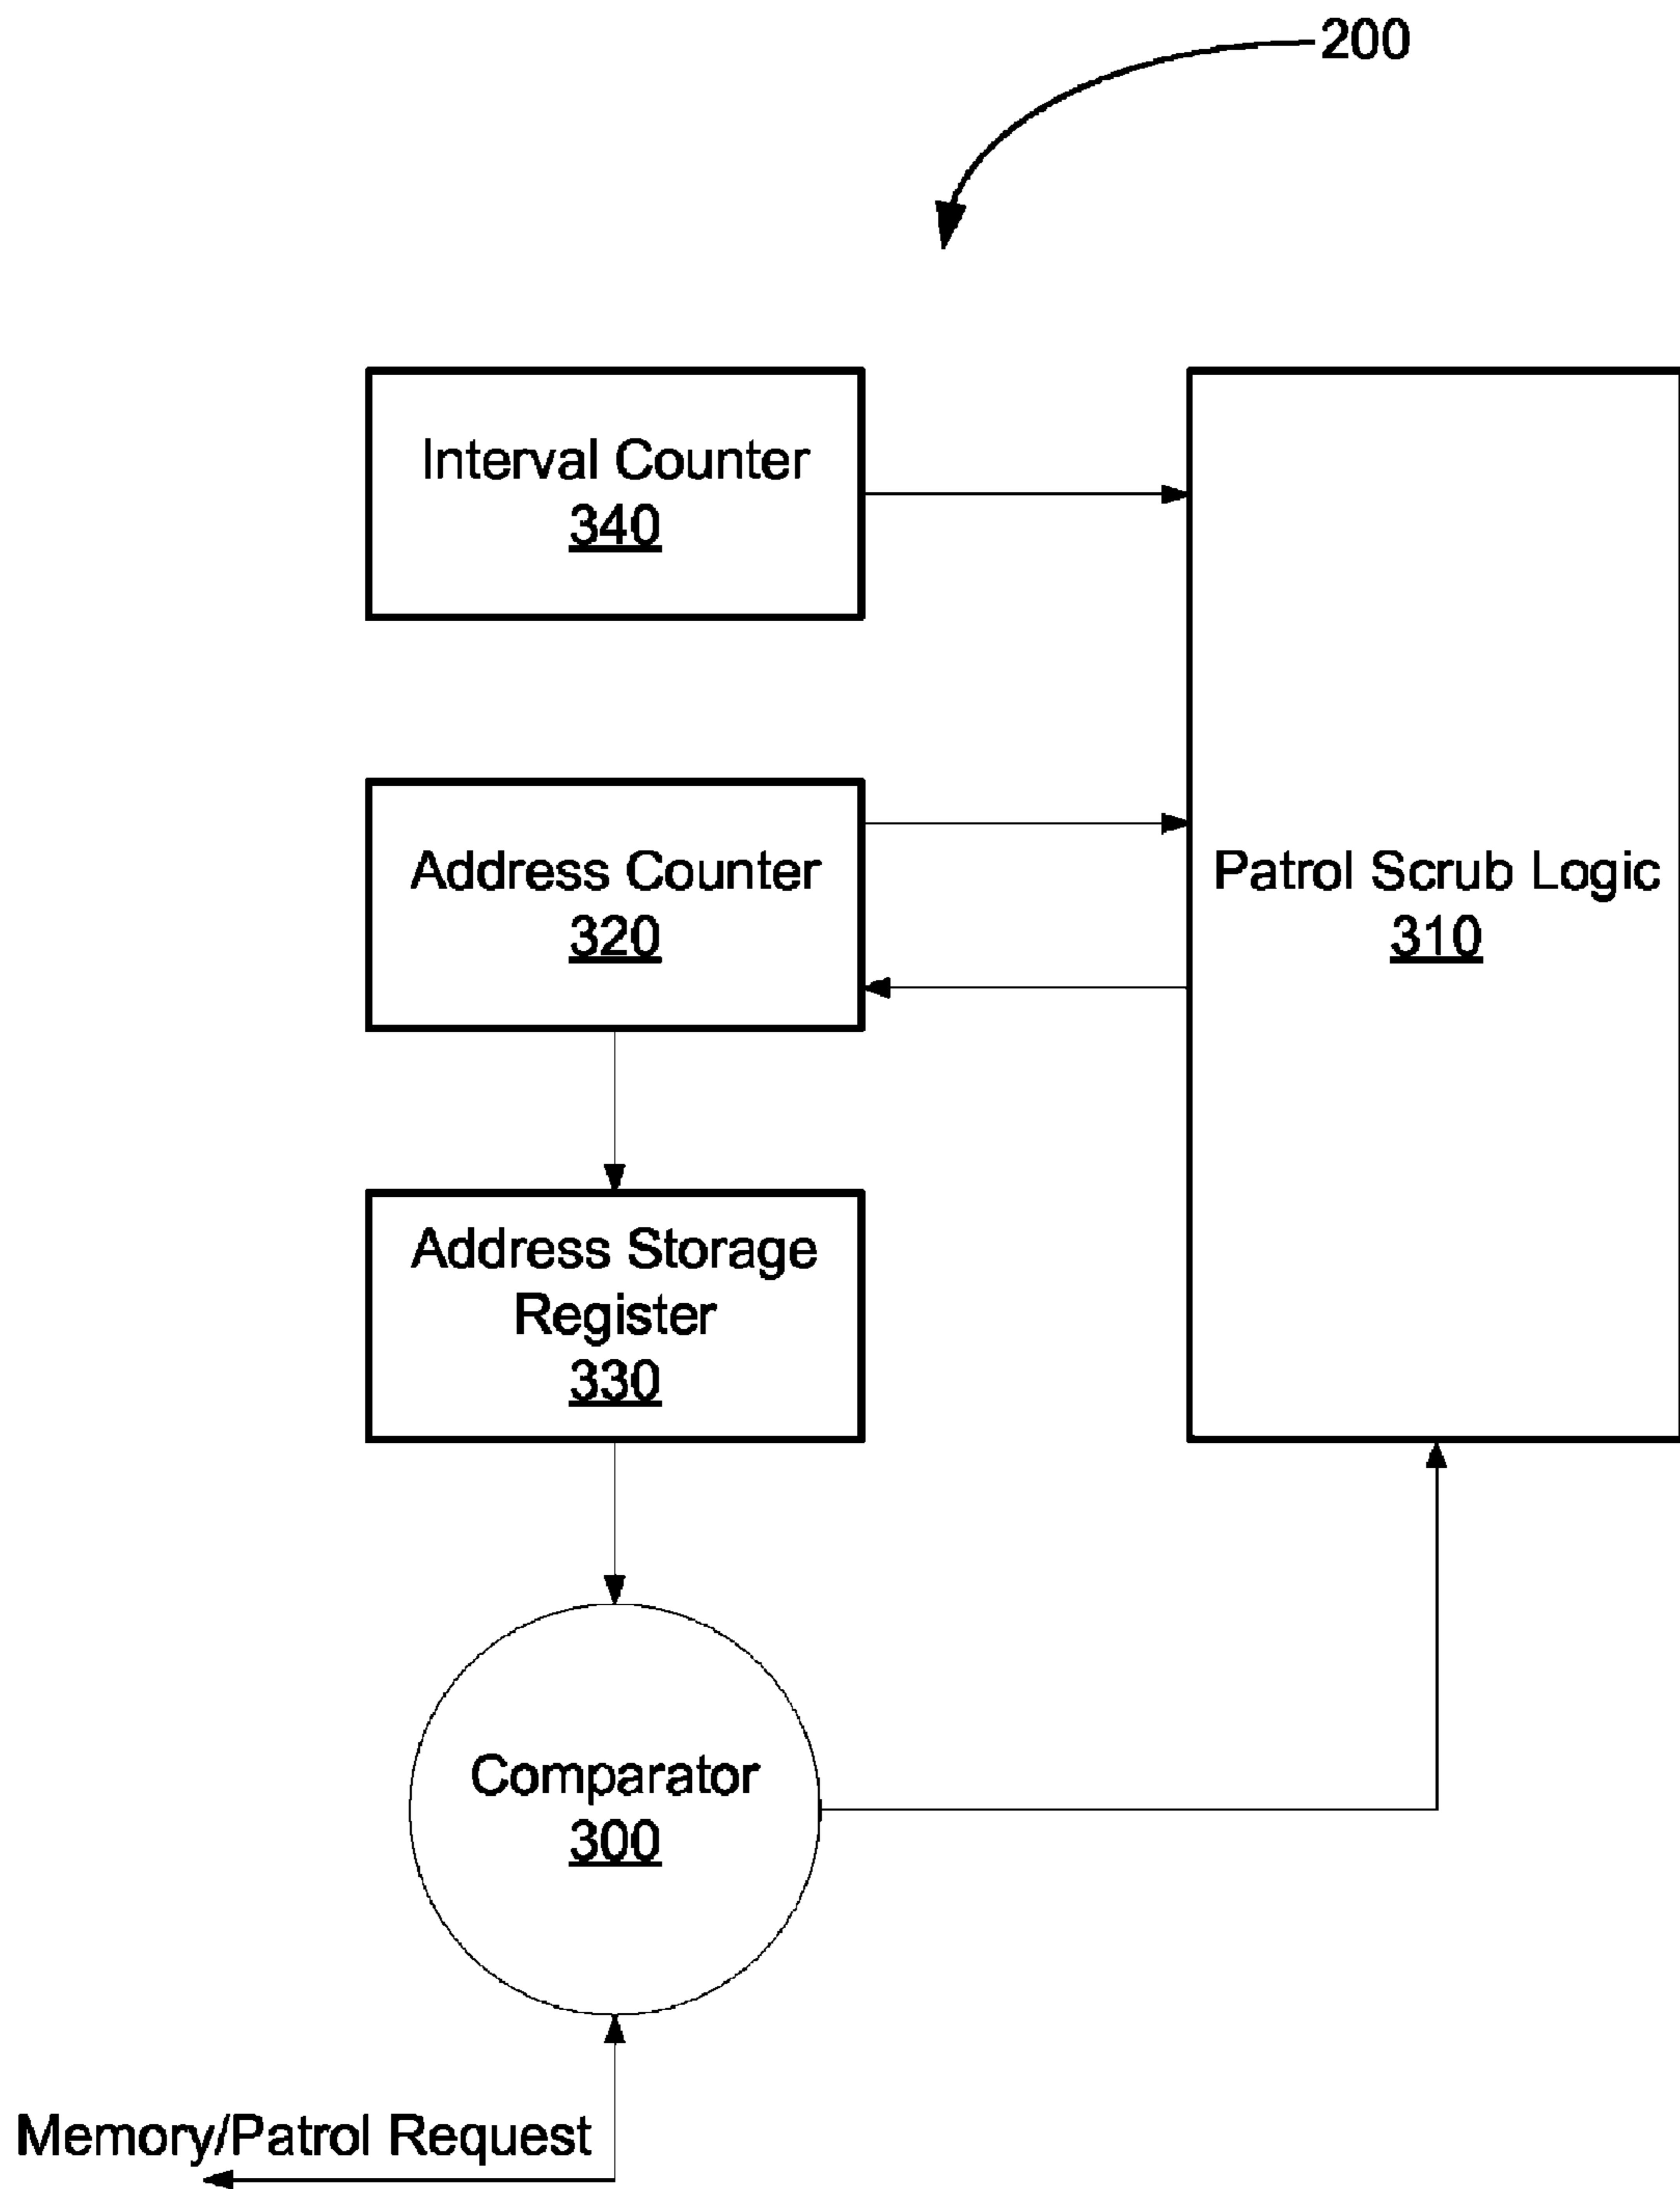 200
Interval Counter
340
Address Counter
320
Patrol Scrub Logic
310
Address Storage
Register
330
Comparator
300
Memory/Patrol Request